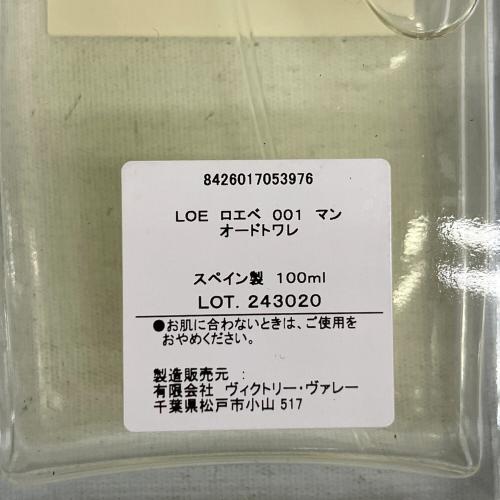 8426017053976
LOE ロエベ 001 マン
オードトワレ
スペイン製 100ml
LOT. 243020
●お肌に合わないときは、ご使用を
おやめください。
製造販売元 :
有限会社 ヴィクトリー・ヴァレー
千葉県松戸市小山 517